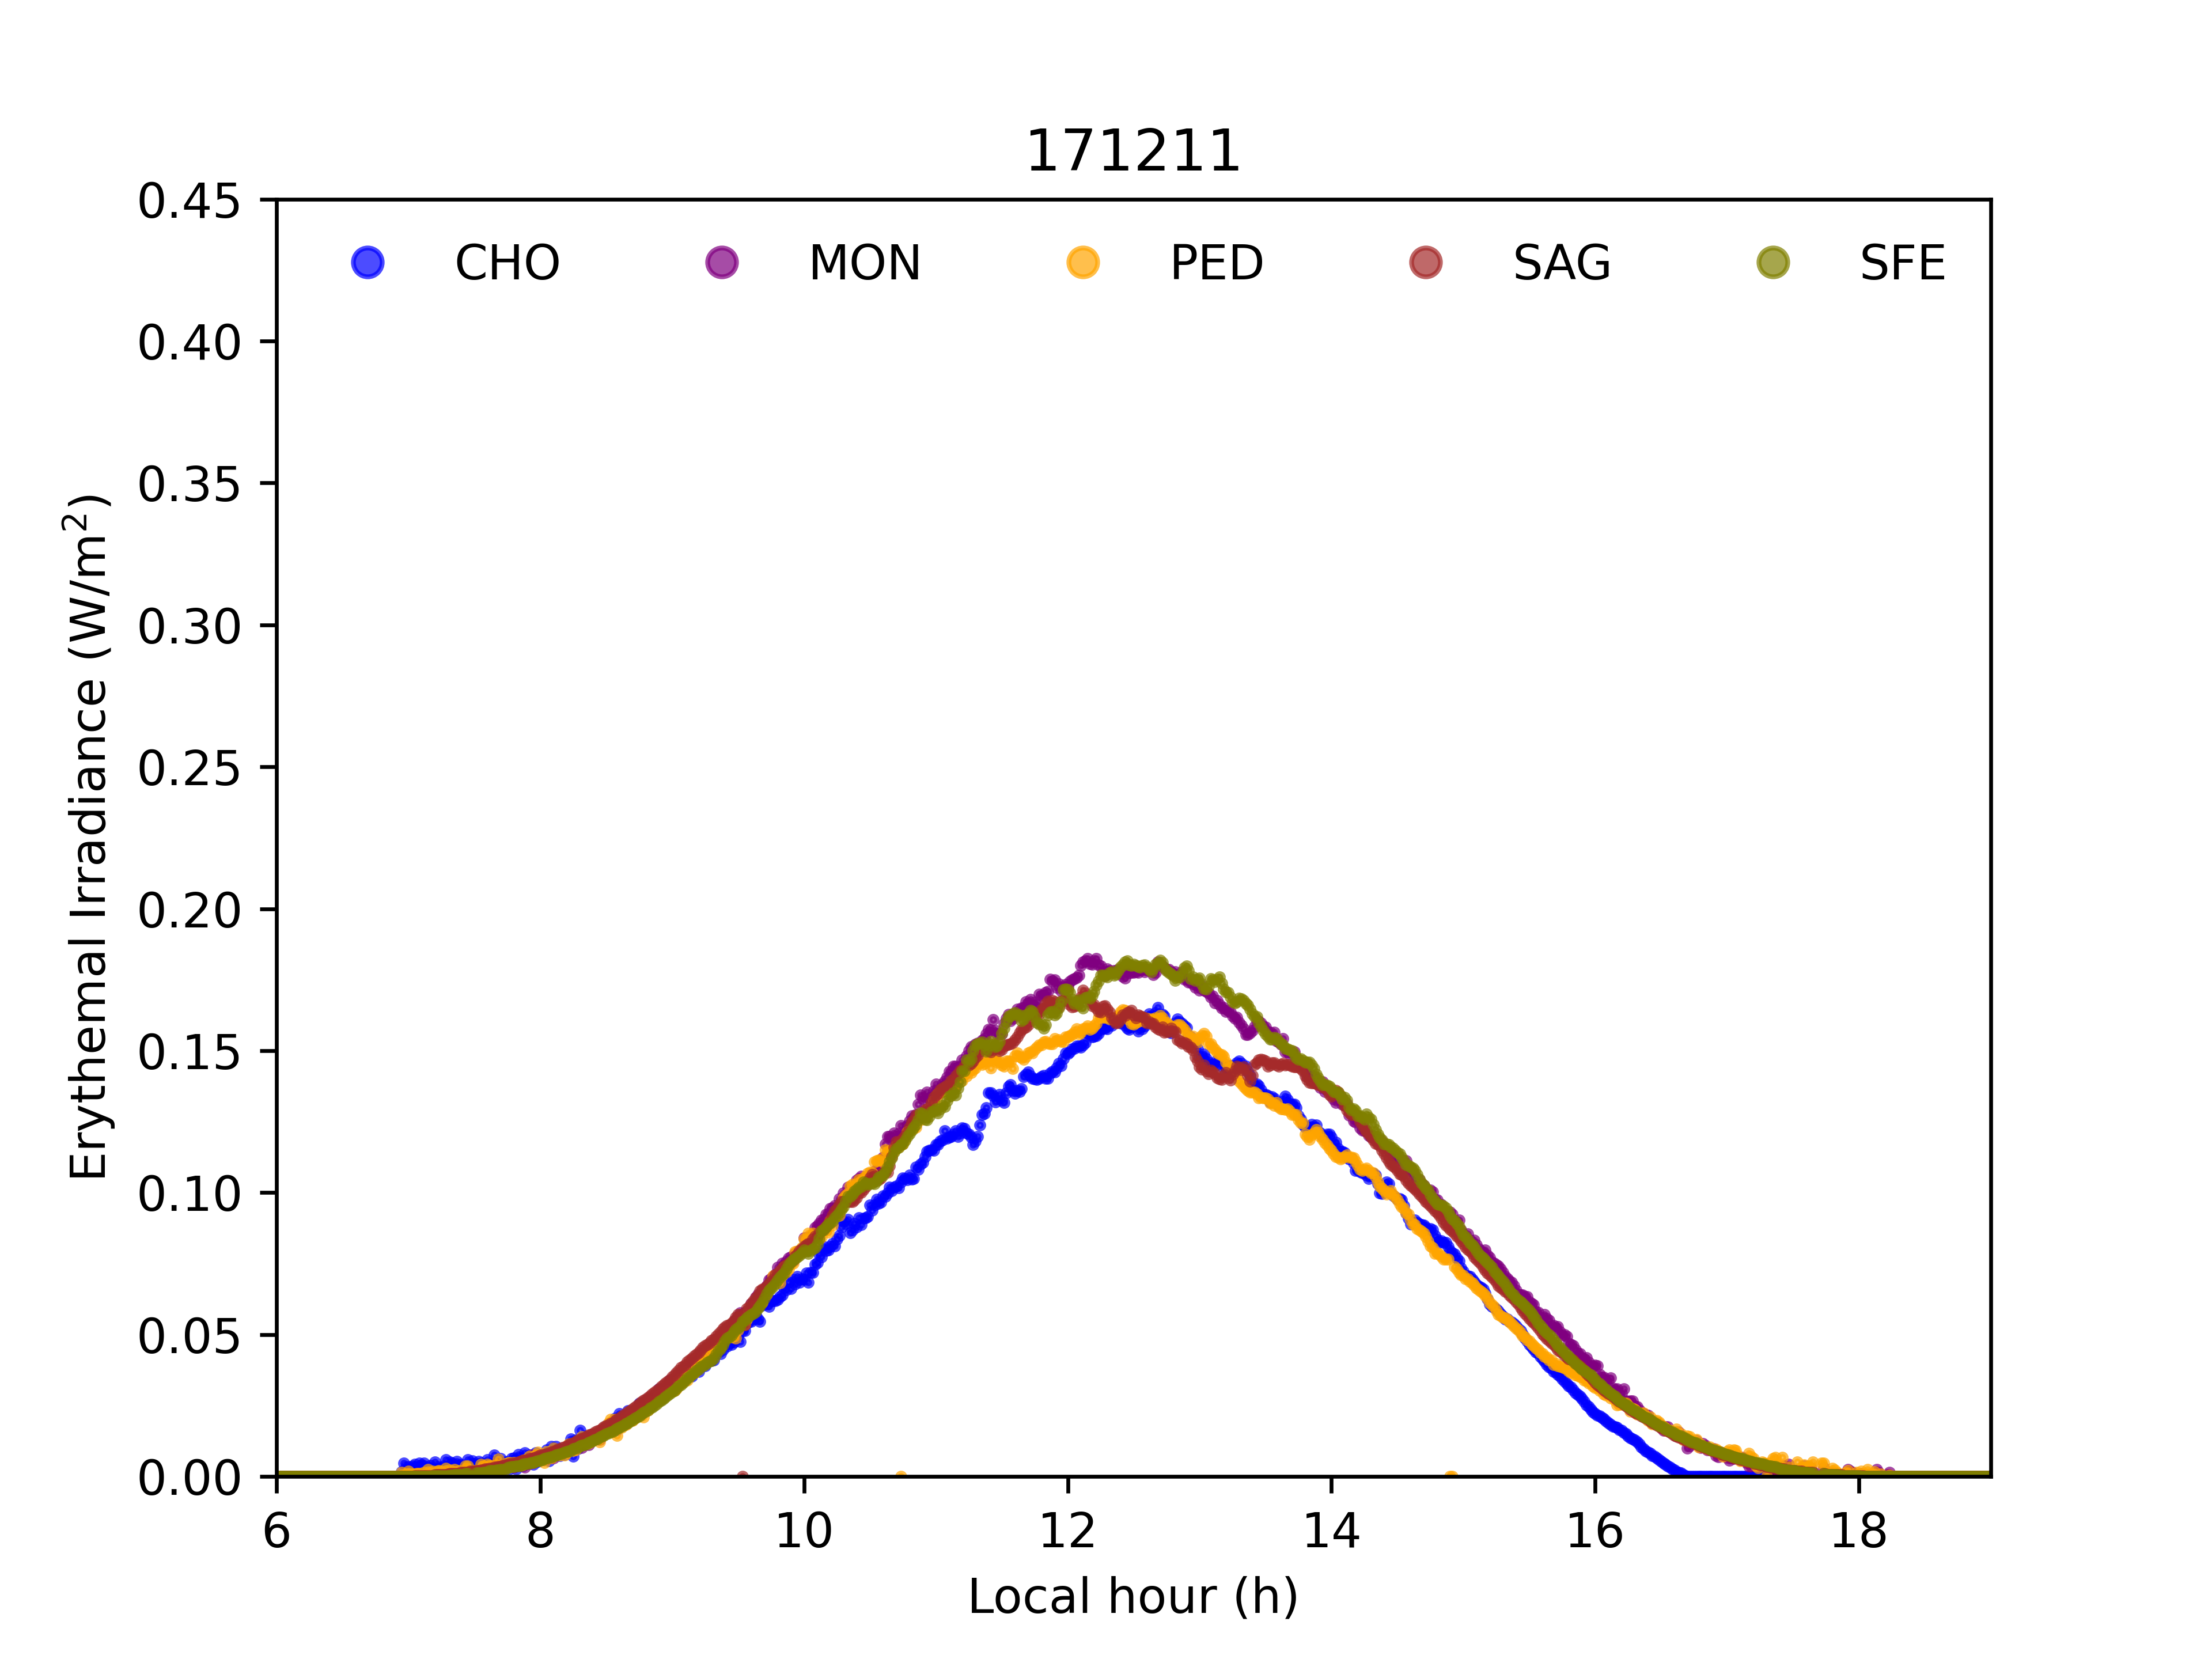 171211
CHO MON PED SAG SFE
0.45
0.40
0.35
0.30
0.25
0.20
0.15
0.10
0.05
0.00
Erythemal Irradiance (W/m²)
6 8 10 12 14 16 18
Local hour (h)